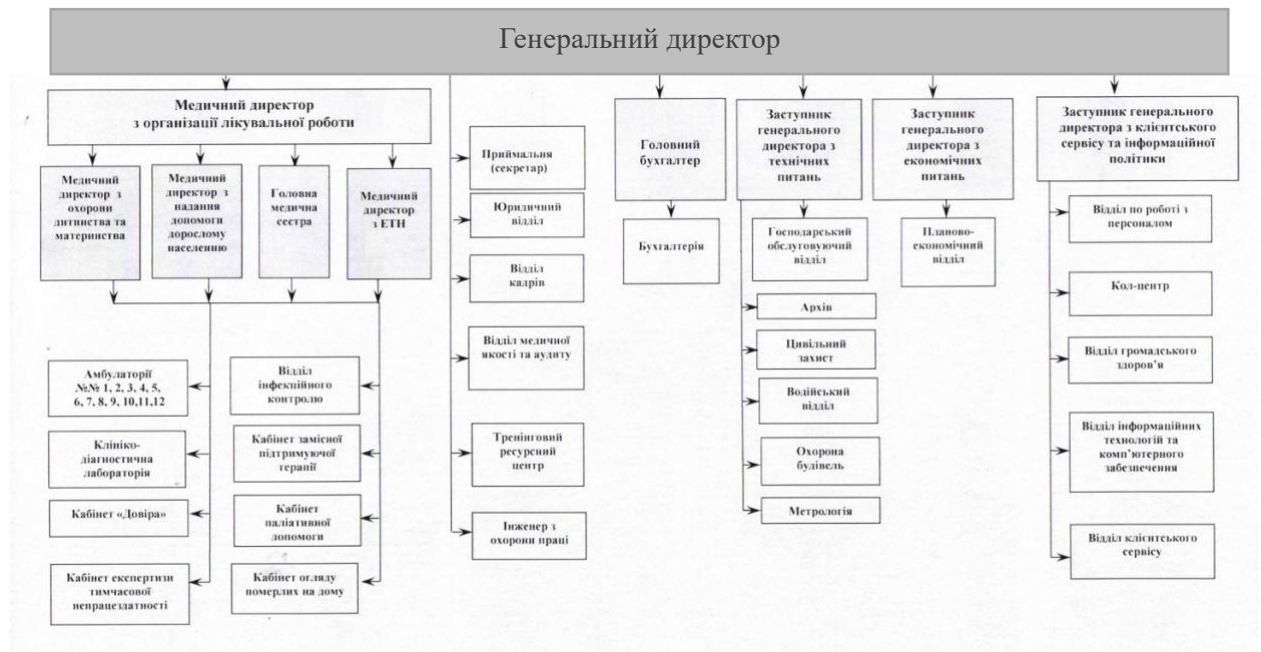 Генеральний директор
Медичний директор
з організації лікувальної роботи
Медичний
директор з
охорони
дитинства та
материнства
Медичний
директор з
надання
допомоги
дорослому
населенню
Головна
медична
сестра
Медичний
директор
з ЕТН
Амбулаторії
№№ 1, 2, 3, 4, 5,
6, 7, 8, 9, 10,11,12
Клініко-
діагностична
лабораторія
Кабінет «Довіра»
Кабінет експертизи
тимчасової
непрацездатності
Відділ
інфекційного
контролю
Кабінет замісної
підтримуючої
терапії
Кабінет
паліативної
допомоги
Кабінет огляду
померлих на дому
Приймальня
(секретар)
Юридичний
відділ
Відділ
кадрів
Відділ медичної
якості та аудиту
Тренінговий
ресурсний
центр
Інженер з
охорони праці
Головний
бухгалтер
Бухгалтерія
Заступник
генерального
директора з
технічних
питань
Господарський
обслуговуючий
відділ
Архів
Цивільний
захист
Водійський
відділ
Охорона
будівель
Метрологія
Заступник
генерального
директора з
економічних
питань
Планово-
економічний
відділ
Заступник генерального
директора з клієнтського
сервісу та інформаційної
політики
Відділ по роботі з
персоналом
Кол-центр
Відділ громадського
здоров'я
Відділ інформаційних
технологій та
комп'ютерного
забезпечення
Відділ клієнтського
сервісу